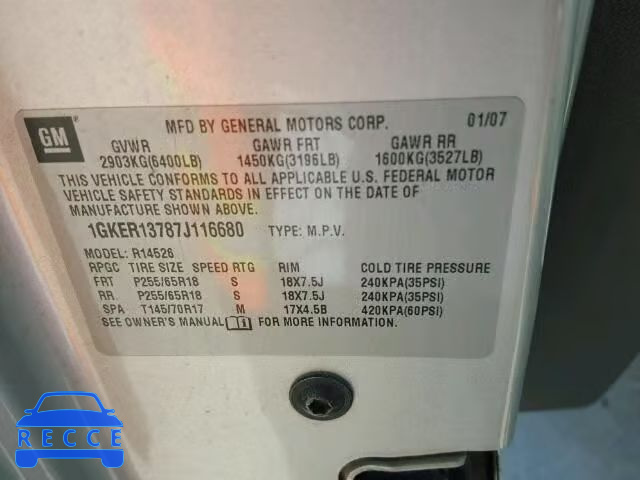 GM ®
MFD BY GENERAL MOTORS CORP. 01/07
GVWR GAWR FRT GAWR RR
2903KG(6400LB) 1450KG(3196LB) 1600KG(3527LB)
THIS VEHICLE CONFORMS TO ALL APPLICABLE U.S. FEDERAL MOTOR
VEHICLE SAFETY STANDARDS IN EFFECT ON THE DATE OF
MANUFACTURE SHOWN ABOVE.
1GKER13787J116680 TYPE: M.P.V.
MODEL: R14526
RPGC TIRE SIZE SPEED RTG RIM COLD TIRE PRESSURE
FRT P255/65R18 S 18X7.5J 240KPA(35PSI)
RR. P255/65R18 S 18X7.5J 240KPA(35PSI)
SPA T145/70R17 M 17X4.5B 420KPA(60PSI)
SEE OWNER'S MANUAL FOR MORE INFORMATION.
RECCE